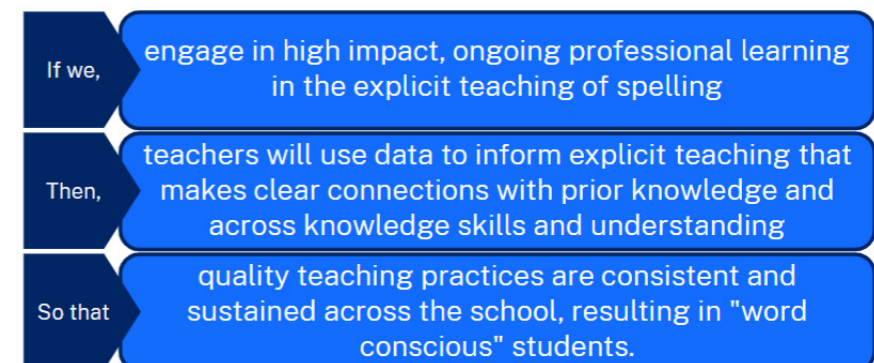 If we,
engage in high impact, ongoing professional learning
in the explicit teaching of spelling
Then,
teachers will use data to inform explicit teaching that
makes clear connections with prior knowledge and
across knowledge skills and understanding
So that
quality teaching practices are consistent and
sustained across the school, resulting in "word
conscious" students.